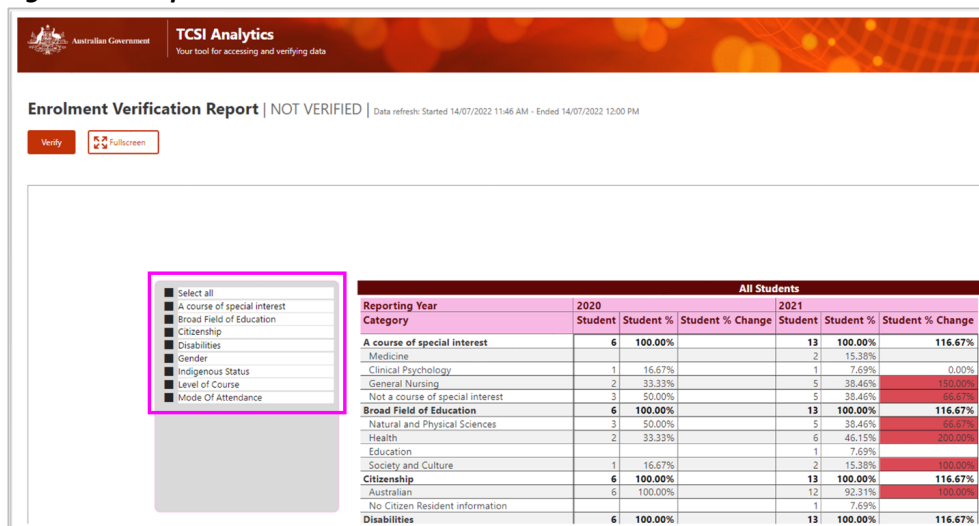 Australian Government
TCSI Analytics
Your tool for accessing and verifying data
Enrolment Verification Report | NOT VERIFIED | Data refresh: Started 14/07/2022 11:46 AM - Ended 14/07/2022 12:00 PM
Verify Fullscreen
Select all
A course of special interest
Broad Field of Education
Citizenship
Disabilities
Gender
Indigenous Status
Level of Course
Mode Of Attendance
All Students
Reporting Year 2020 2021
Category Student Student % Student % Change Student Student % Student % Change
A course of special interest 6 100.00% 13 100.00% 116.67%
Medicine 2 15.38%
Clinical Psychology 1 16.67% 1 7.69% 0.00%
General Nursing 2 33.33% 5 38.46% 150.00%
Not a course of special interest 3 50.00% 5 38.46% 66.67%
Broad Field of Education 6 100.00% 13 100.00% 116.67%
Natural and Physical Sciences 3 50.00% 5 38.46% 66.67%
Health 2 33.33% 6 46.15% 200.00%
Education 1 7.69%
Society and Culture 1 16.67% 2 15.38% 100.00%
Citizenship 6 100.00% 13 100.00% 116.67%
Australian 6 100.00% 12 92.31% 100.00%
No Citizen Resident information 1 7.69%
Disabilities 6 100.00% 13 100.00% 116.67%